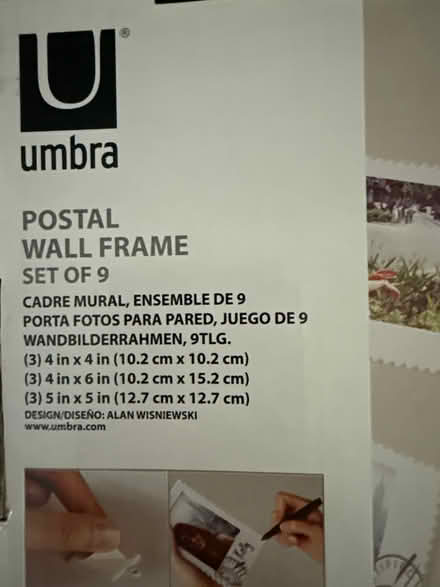 U®
umbra
POSTAL
WALL FRAME
SET OF 9
CADRE MURAL, ENSEMBLE DE 9
PORTA FOTOS PARA PARED, JUEGO DE 9
WANDBILDERRAHMEN, 9TLG.
(3) 4 in x 4 in (10.2 cm x 10.2 cm)
(3) 4 in x 6 in (10.2 cm x 15.2 cm)
(3) 5 in x 5 in (12.7 cm x 12.7 cm)
DESIGN/DISEÑO: ALAN WISNIEWSKI
www.umbra.com